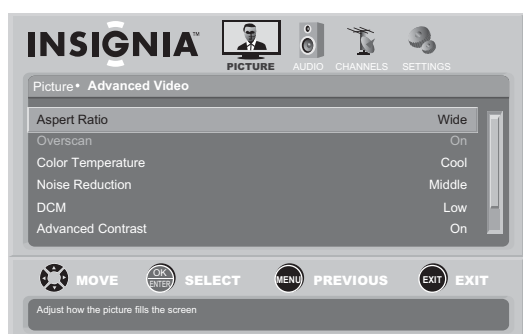 INSIGNIA™
PICTURE AUDIO CHANNELS SETTINGS
Picture• Advanced Video
Aspert Ratio Wide
Overscan On
Color Temperature Cool
Noise Reduction Middle
DCM Low
Advanced Contrast On
MOVE OK ENTER SELECT MENU PREVIOUS EXIT EXIT
Adjust how the picture fills the screen